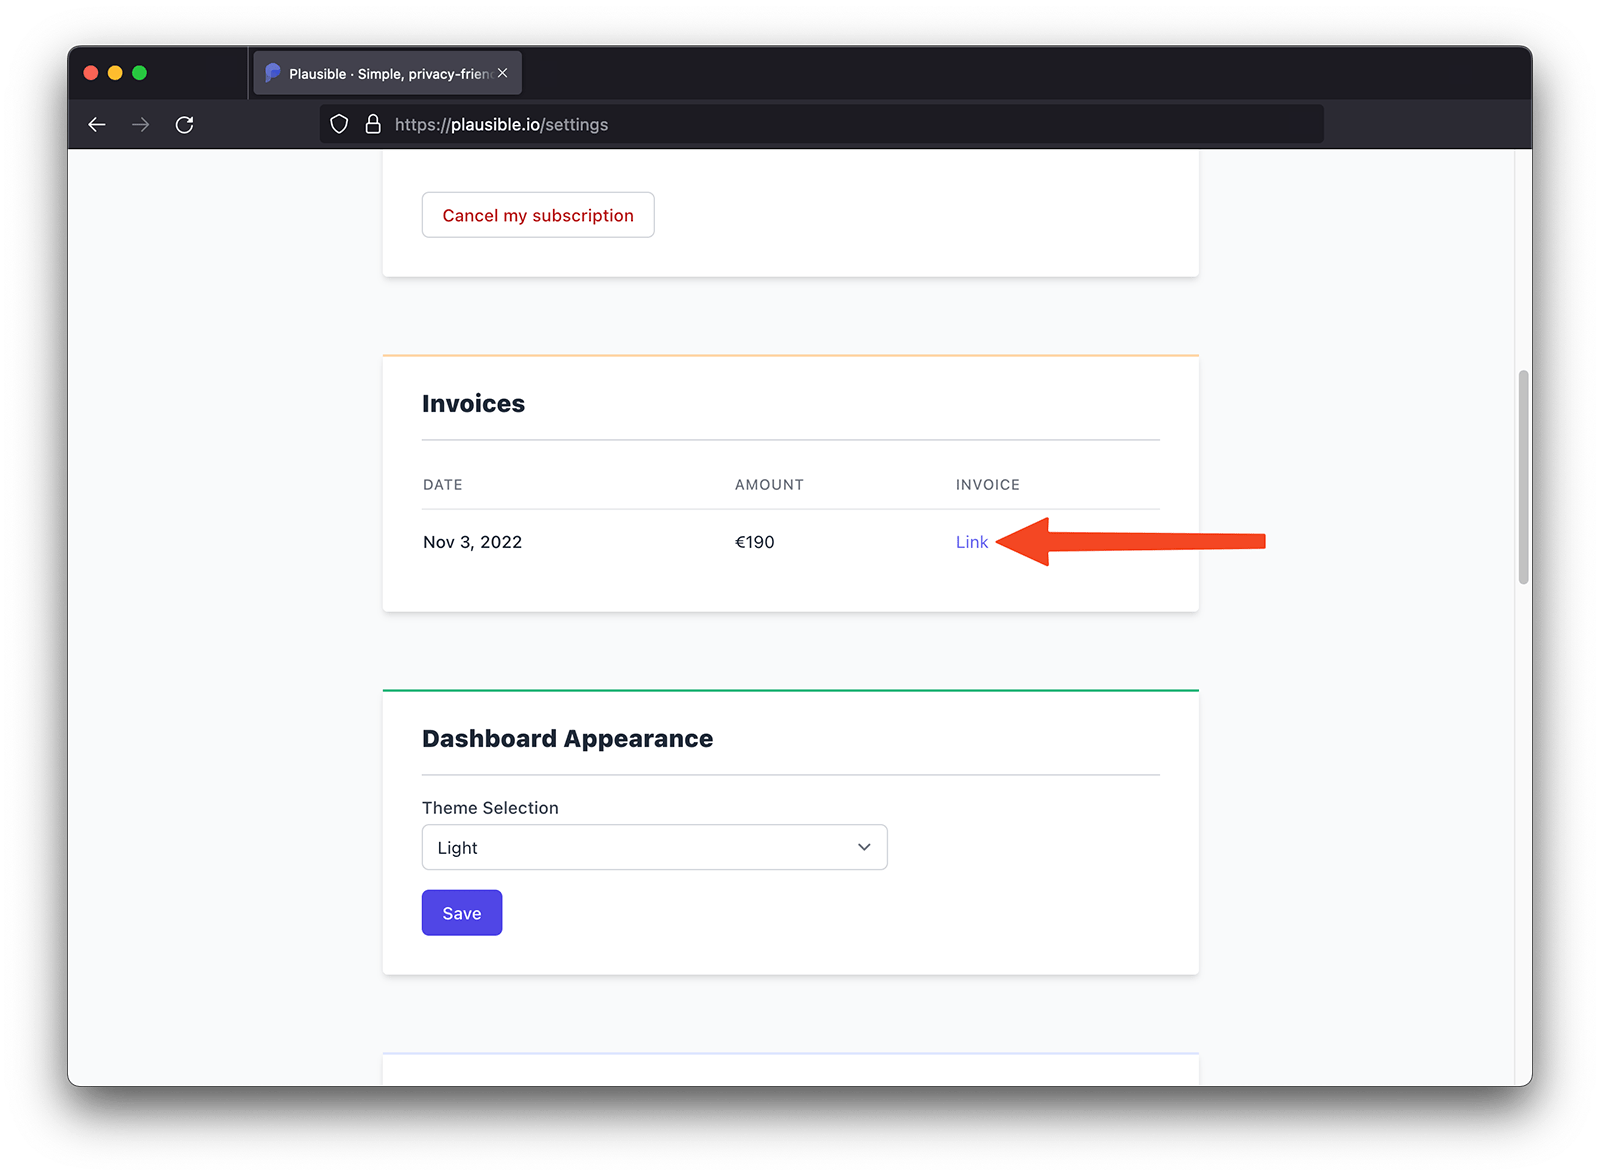 Plausible · Simple, privacy-frien
https://plausible.io/settings
Cancel my subscription
Invoices
DATE AMOUNT INVOICE
Nov 3, 2022 €190 Link
Dashboard Appearance
Theme Selection
Light
Save